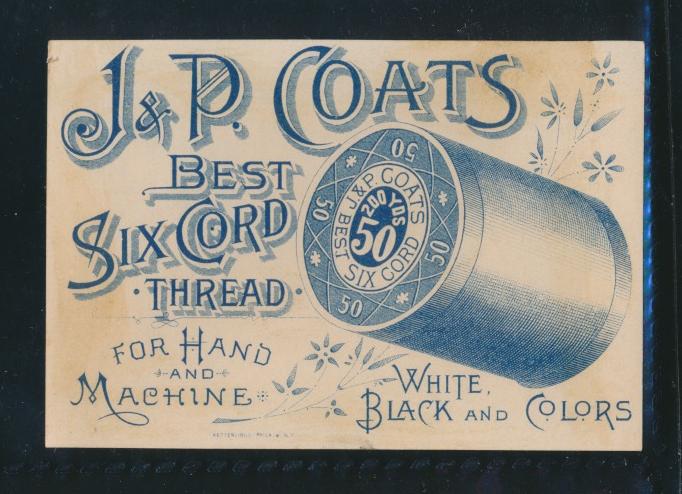 J. & P. COATS
BEST
SIX CORD
THREAD
FOR HAND
AND
MACHINE
50
50
50
50
J. & P. COATS
BEST SIX CORD
200 YDS
50
WHITE,
BLACK AND COLORS